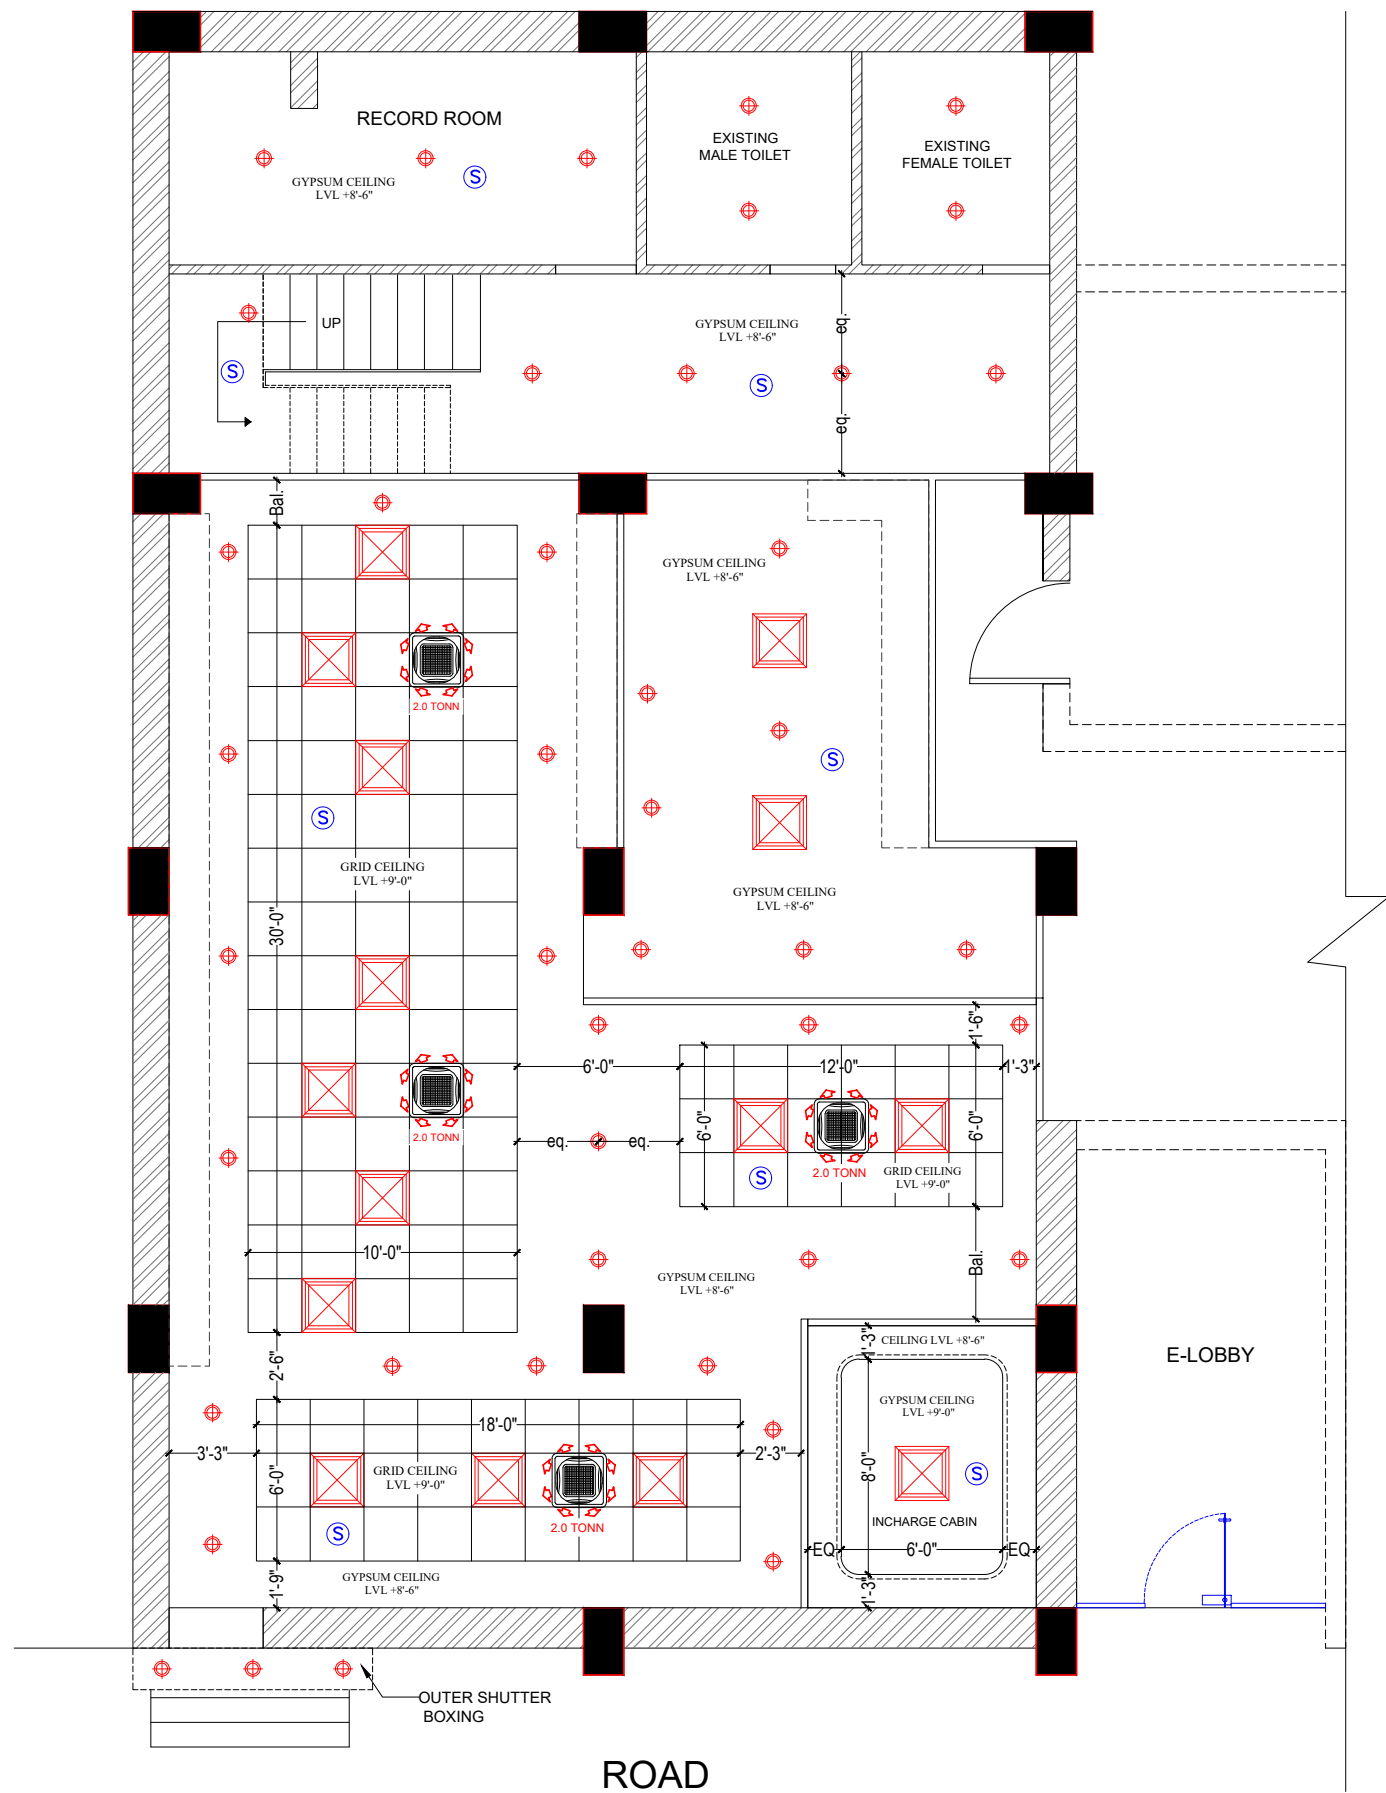 RECORD ROOM
GYPSUM CEILING
LVL +8'-6"
S
EXISTING
MALE TOILET
EXISTING
FEMALE TOILET
UP
S
GYPSUM CEILING
LVL +8'-6"
S
eq.
eq.
Bal.
GYPSUM CEILING
LVL +8'-6"
2.0 TONN
S
S
GRID CEILING
LVL +9'-0"
GYPSUM CEILING
LVL +8'-6"
30'-0"
1'-6"
6'-0"
12'-0"
1'-3"
2.0 TONN
eq.
eq.
6'-0"
6'-0"
S
2.0 TONN
GRID CEILING
LVL +9'-0"
10'-0"
Bal.
GYPSUM CEILING
LVL +8'-6"
2'-6"
1'-3"
CEILING LVL +8'-6"
E-LOBBY
GYPSUM CEILING
LVL +9'-0"
18'-0"
3'-3"
2'-3"
6'-0"
GRID CEILING
LVL +9'-0"
8'-0"
S
S
2.0 TONN
INCHARGE CABIN
EQ
6'-0"
EQ
GYPSUM CEILING
LVL +8'-6"
1'-9"
1'-3"
OUTER SHUTTER
BOXING
ROAD